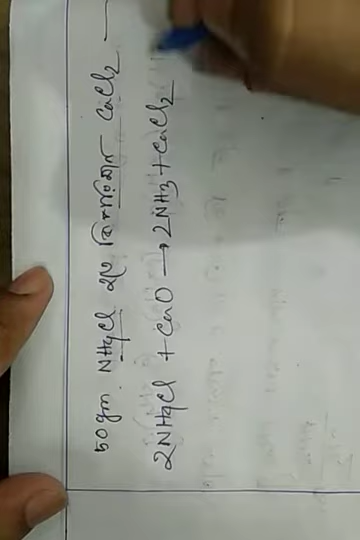 50gm. NH4Cl এর বিক্রিয়ায় CaCl2 —
2NH4Cl + CaO → 2NH3 + CaCl2